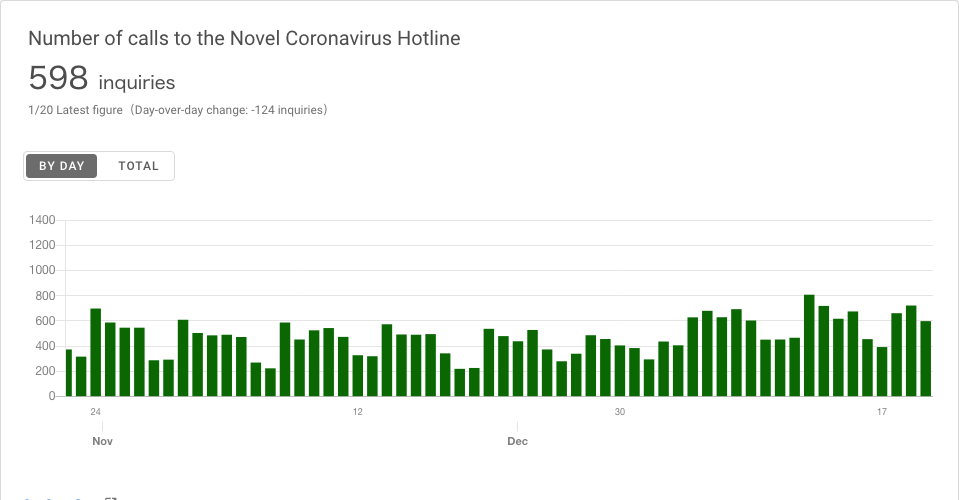 Number of calls to the Novel Coronavirus Hotline
598 inquiries
1/20 Latest figure（Day-over-day change: -124 inquiries）
BY DAY TOTAL
1400
1200
1000
800
600
400
200
0
24 12 30 17
Nov Dec